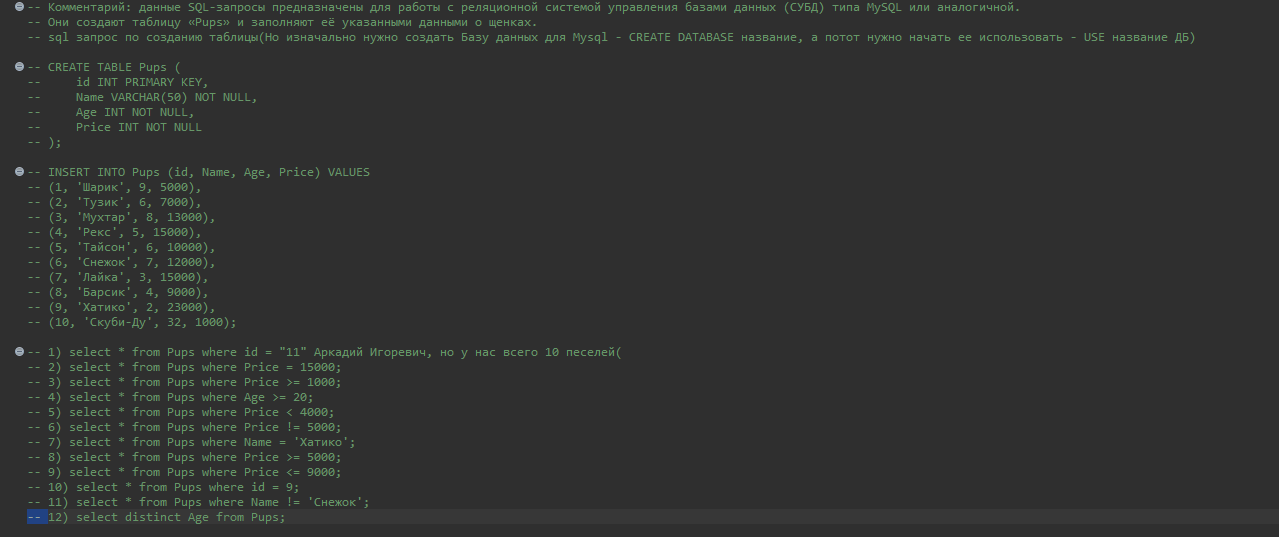 -- Комментарий: данные SQL-запросы предназначены для работы с реляционной системой управления базами данных (СУБД) типа MySQL или аналогичной.
-- Они создают таблицу «Pups» и заполняют её указанными данными о щенках.
-- sql запрос по созданию таблицы(Но изначально нужно создать Базу данных для Mysql - CREATE DATABASE название, а потот нужно начать ее использовать - USE название ДБ)
-- CREATE TABLE Pups (
--     id INT PRIMARY KEY,
--     Name VARCHAR(50) NOT NULL,
--     Age INT NOT NULL,
--     Price INT NOT NULL
-- );
-- INSERT INTO Pups (id, Name, Age, Price) VALUES
-- (1, 'Шарик', 9, 5000),
-- (2, 'Тузик', 6, 7000),
-- (3, 'Мухтар', 8, 13000),
-- (4, 'Рекс', 5, 15000),
-- (5, 'Тайсон', 6, 10000),
-- (6, 'Снежок', 7, 12000),
-- (7, 'Лайка', 3, 15000),
-- (8, 'Барсик', 4, 9000),
-- (9, 'Хатико', 2, 23000),
-- (10, 'Скуби-Ду', 32, 1000);
-- 1) select * from Pups where id = "11" Аркадий Игоревич, но у нас всего 10 песелей(
-- 2) select * from Pups where Price = 15000;
-- 3) select * from Pups where Price >= 1000;
-- 4) select * from Pups where Age >= 20;
-- 5) select * from Pups where Price < 4000;
-- 6) select * from Pups where Price != 5000;
-- 7) select * from Pups where Name = 'Хатико';
-- 8) select * from Pups where Price >= 5000;
-- 9) select * from Pups where Price <= 9000;
-- 10) select * from Pups where id = 9;
-- 11) select * from Pups where Name != 'Снежок';
-- 12) select distinct Age from Pups;